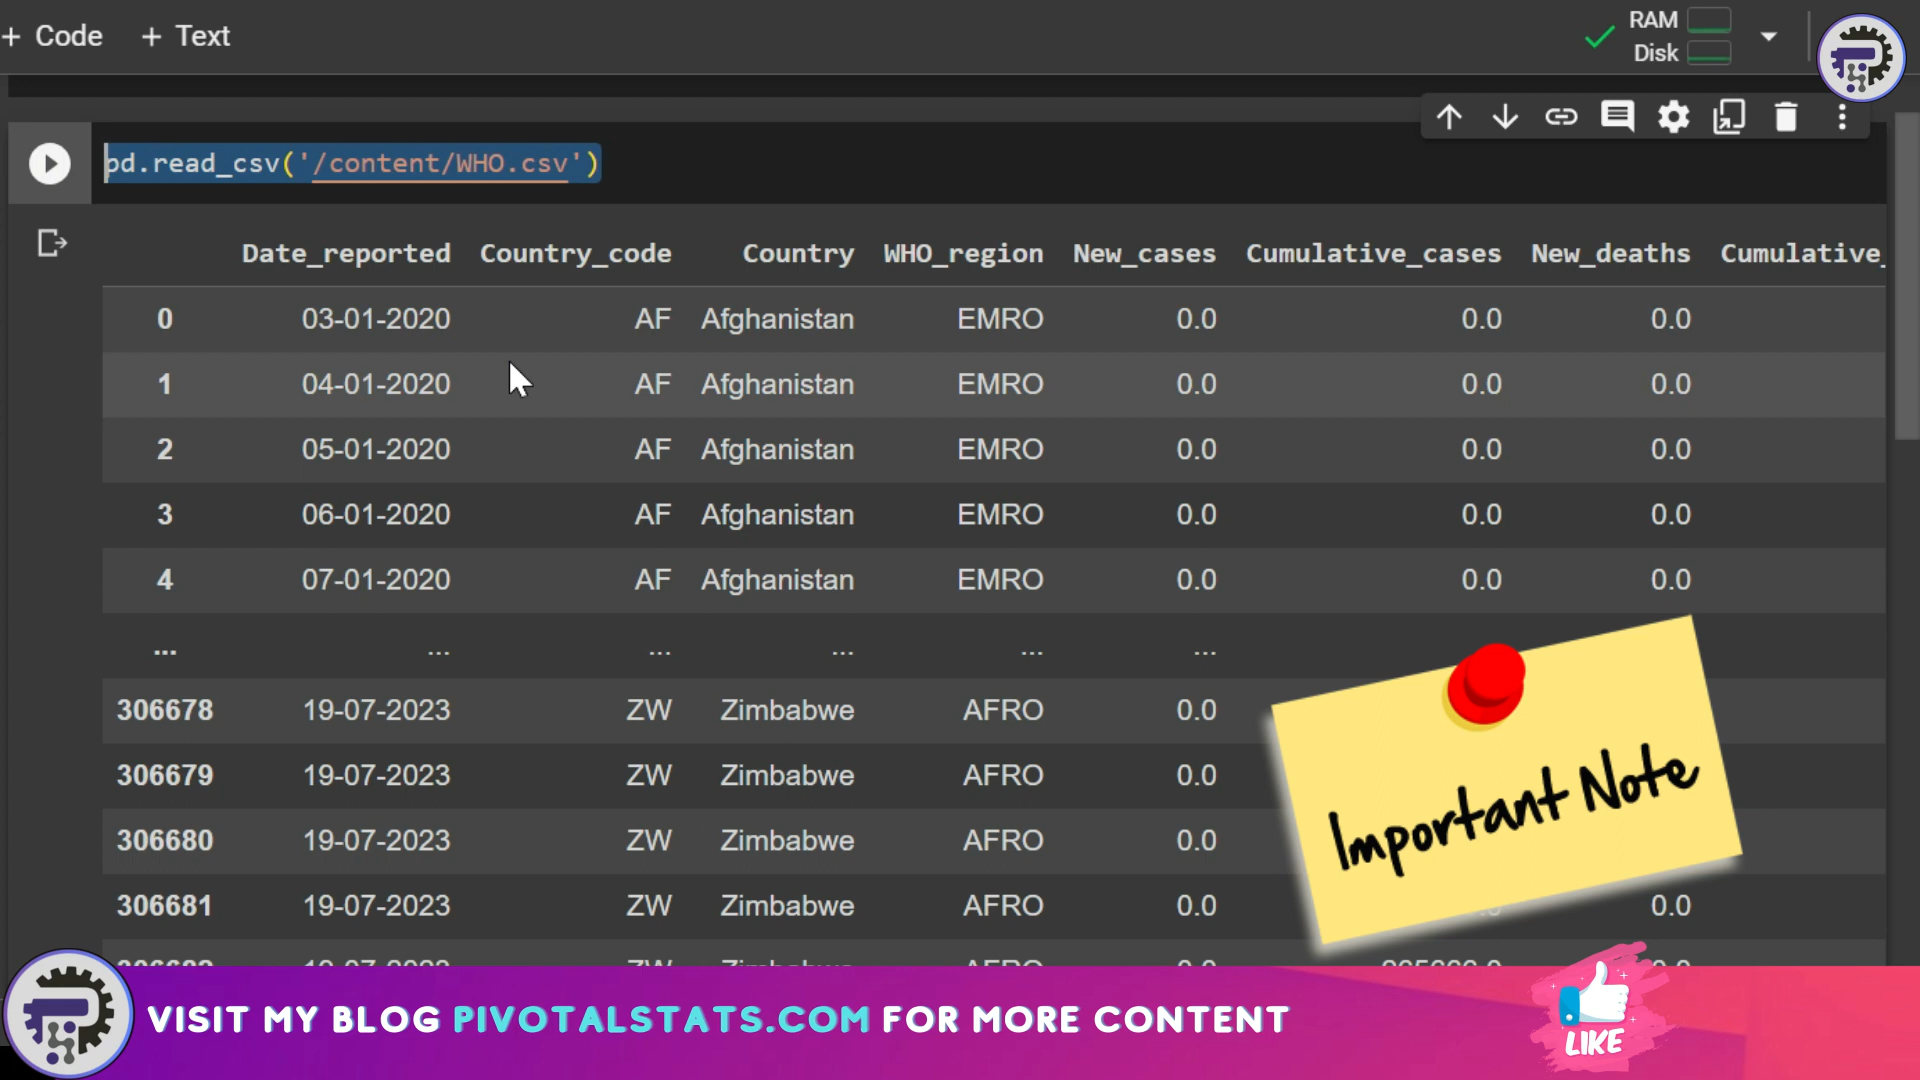 + Code + Text
RAM
Disk
pd.read_csv('/content/WHO.csv')
Date_reported Country_code Country WHO_region New_cases Cumulative_cases New_deaths Cumulative_
0 03-01-2020 AF Afghanistan EMRO 0.0 0.0 0.0
1 04-01-2020 AF Afghanistan EMRO 0.0 0.0 0.0
2 05-01-2020 AF Afghanistan EMRO 0.0 0.0 0.0
3 06-01-2020 AF Afghanistan EMRO 0.0 0.0 0.0
4 07-01-2020 AF Afghanistan EMRO 0.0 0.0 0.0
... ... ... ... ... ...
306678 19-07-2023 ZW Zimbabwe AFRO 0.0
306679 19-07-2023 ZW Zimbabwe AFRO 0.0
306680 19-07-2023 ZW Zimbabwe AFRO 0.0
306681 19-07-2023 ZW Zimbabwe AFRO 0.0 0.0
Important Note
VISIT MY BLOG PIVOTALSTATS.COM FOR MORE CONTENT
LIKE